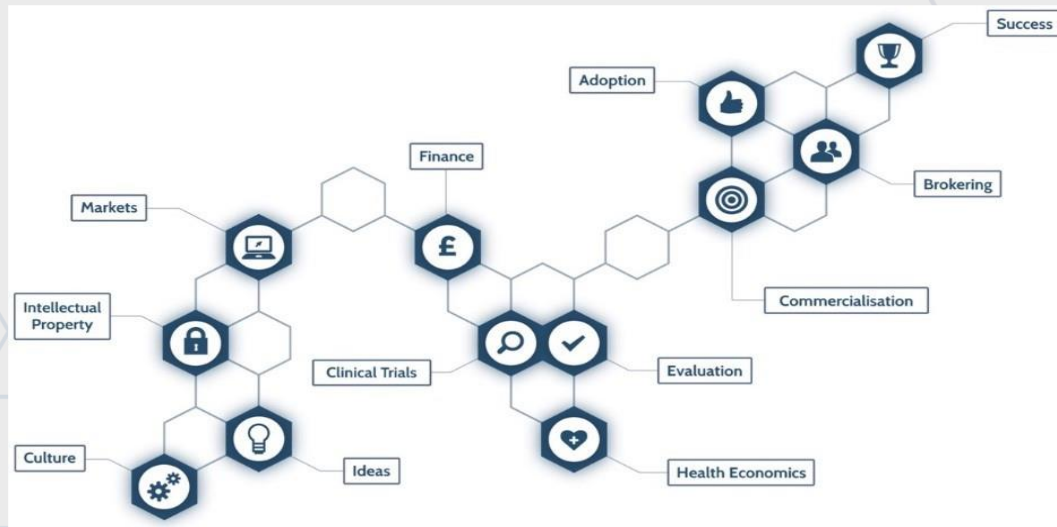 Success
Adoption
Finance
Brokering
Markets
£
Commercialisation
Intellectual
Property
Clinical Trials
Evaluation
Culture
Ideas
Health Economics